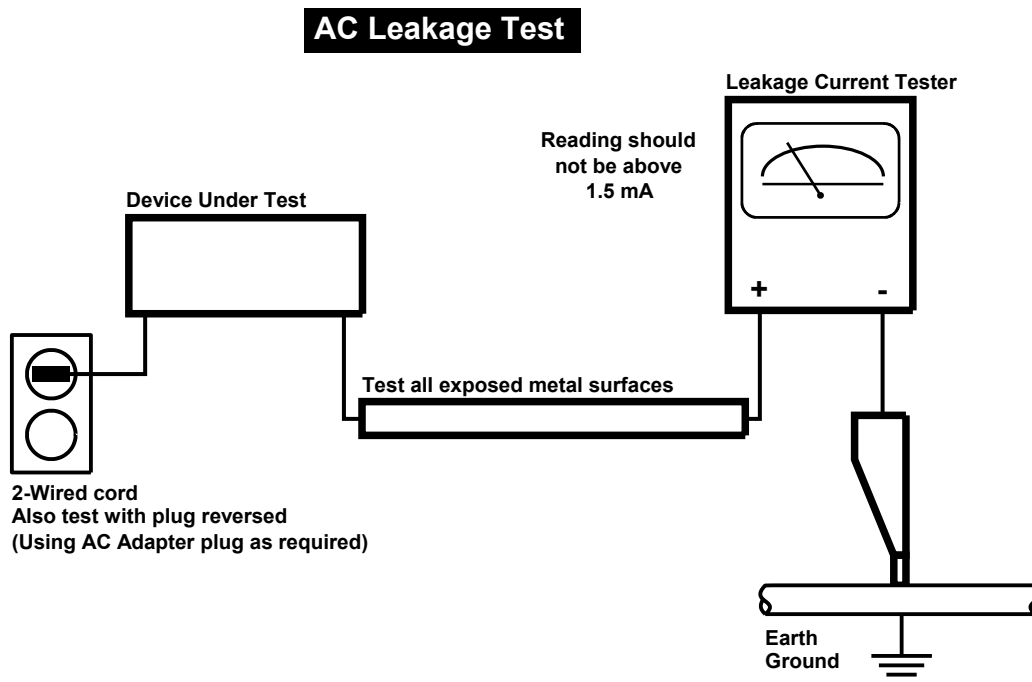 AC Leakage Test
Leakage Current Tester
Reading should
not be above
1.5 mA
Device Under Test
+ -
Test all exposed metal surfaces
2-Wired cord
Also test with plug reversed
(Using AC Adapter plug as required)
Earth
Ground